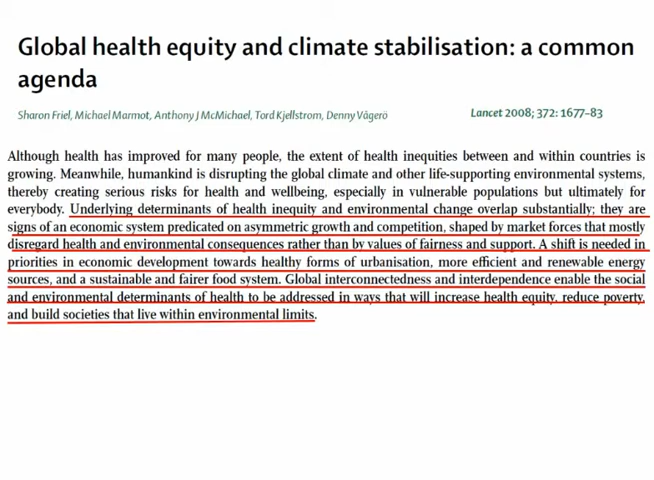 Global health equity and climate stabilisation: a common
agenda
Sharon Friel, Michael Marmot, Anthony J McMichael, Tord Kjellstrom, Denny Vågerö
Lancet 2008; 372: 1677–83
Although health has improved for many people, the extent of health inequities between and within countries is
growing. Meanwhile, humankind is disrupting the global climate and other life-supporting environmental systems,
thereby creating serious risks for health and wellbeing, especially in vulnerable populations but ultimately for
everybody. Underlying determinants of health inequity and environmental change overlap substantially; they are
signs of an economic system predicated on asymmetric growth and competition, shaped by market forces that mostly
disregard health and environmental consequences rather than by values of fairness and support. A shift is needed in
priorities in economic development towards healthy forms of urbanisation, more efficient and renewable energy
sources, and a sustainable and fairer food system. Global interconnectedness and interdependence enable the social
and environmental determinants of health to be addressed in ways that will increase health equity, reduce poverty,
and build societies that live within environmental limits.